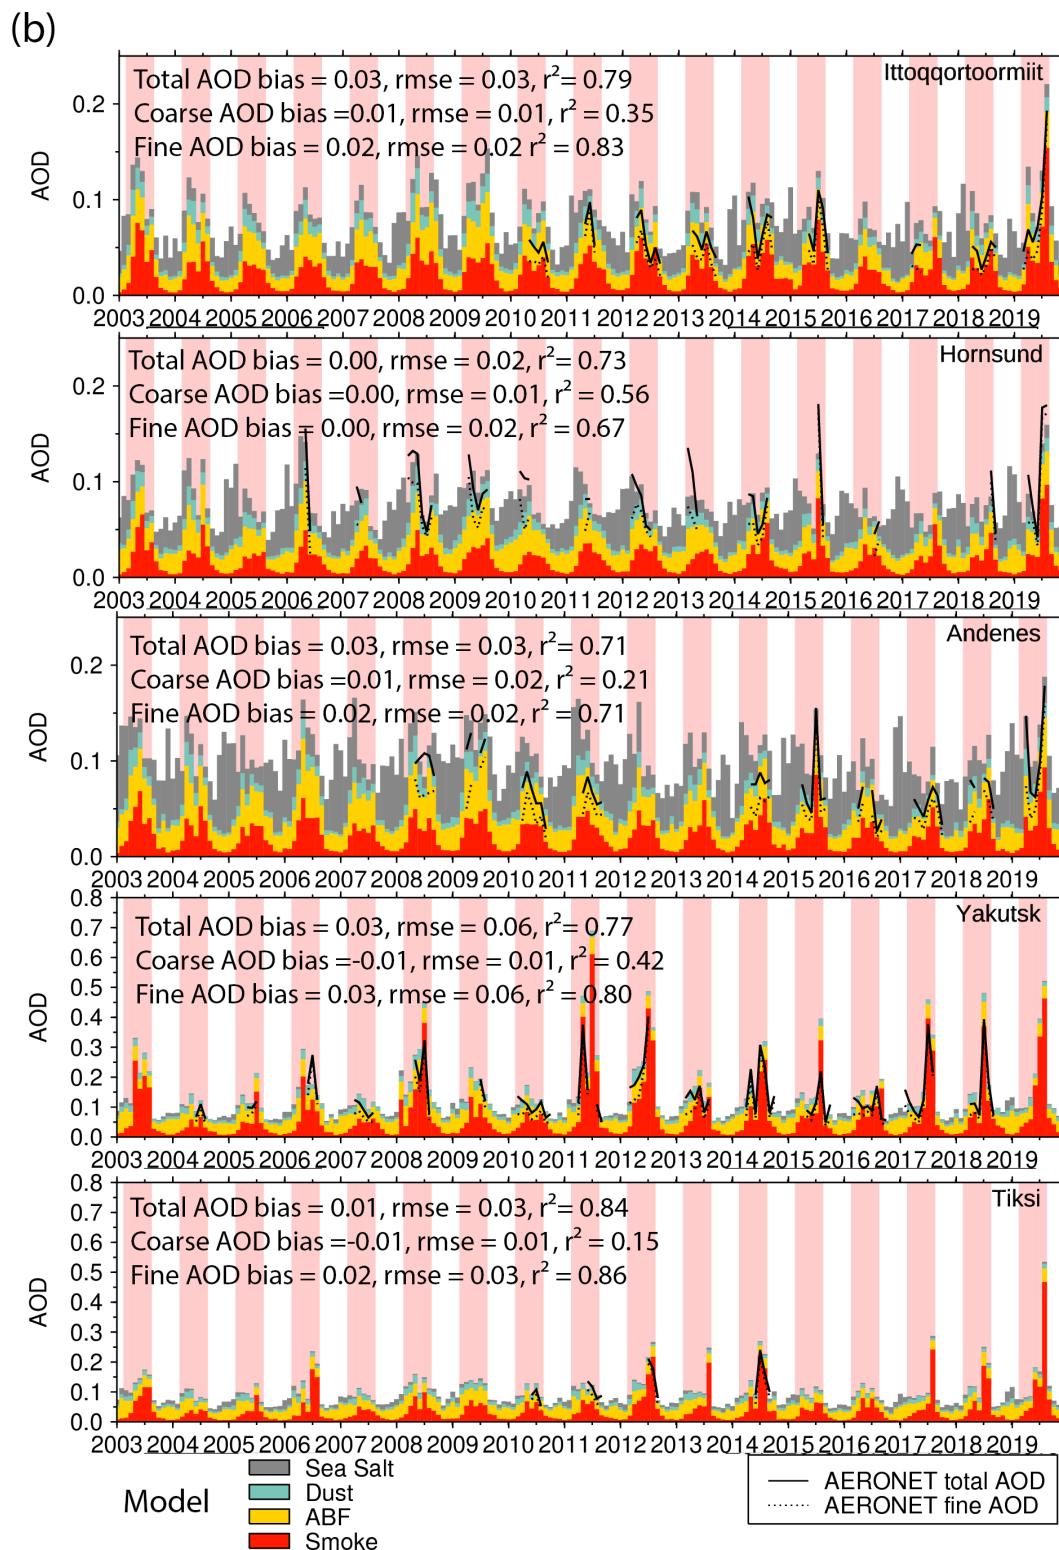 (b)
Ittoqqortoormiit
Total AOD bias = 0.03, rmse = 0.03, r²= 0.79
Coarse AOD bias =0.01, rmse = 0.01, r² = 0.35
Fine AOD bias = 0.02, rmse = 0.02 r² = 0.83
AOD
0.2
0.1
0.0
2003 2004 2005 2006 2007 2008 2009 2010 2011 2012 2013 2014 2015 2016 2017 2018 2019
Hornsund
Total AOD bias = 0.00, rmse = 0.02, r²= 0.73
Coarse AOD bias =0.00, rmse = 0.01, r² = 0.56
Fine AOD bias = 0.00, rmse = 0.02, r² = 0.67
AOD
0.2
0.1
0.0
2003 2004 2005 2006 2007 2008 2009 2010 2011 2012 2013 2014 2015 2016 2017 2018 2019
Andenes
Total AOD bias = 0.03, rmse = 0.03, r²= 0.71
Coarse AOD bias =0.01, rmse = 0.02, r² = 0.21
Fine AOD bias = 0.02, rmse = 0.02, r² = 0.71
AOD
0.2
0.1
0.0
2003 2004 2005 2006 2007 2008 2009 2010 2011 2012 2013 2014 2015 2016 2017 2018 2019
Yakutsk
Total AOD bias = 0.03, rmse = 0.06, r²= 0.77
Coarse AOD bias =-0.01, rmse = 0.01, r² = 0.42
Fine AOD bias = 0.03, rmse = 0.06, r² = 0.80
AOD
0.8
0.7
0.6
0.5
0.4
0.3
0.2
0.1
0.0
2003 2004 2005 2006 2007 2008 2009 2010 2011 2012 2013 2014 2015 2016 2017 2018 2019
Tiksi
Total AOD bias = 0.01, rmse = 0.03, r²= 0.84
Coarse AOD bias =-0.01, rmse = 0.01, r² = 0.15
Fine AOD bias = 0.02, rmse = 0.03, r² = 0.86
AOD
0.8
0.7
0.6
0.5
0.4
0.3
0.2
0.1
0.0
2003 2004 2005 2006 2007 2008 2009 2010 2011 2012 2013 2014 2015 2016 2017 2018 2019
Model
Sea Salt
Dust
ABF
Smoke
AERONET total AOD
AERONET fine AOD